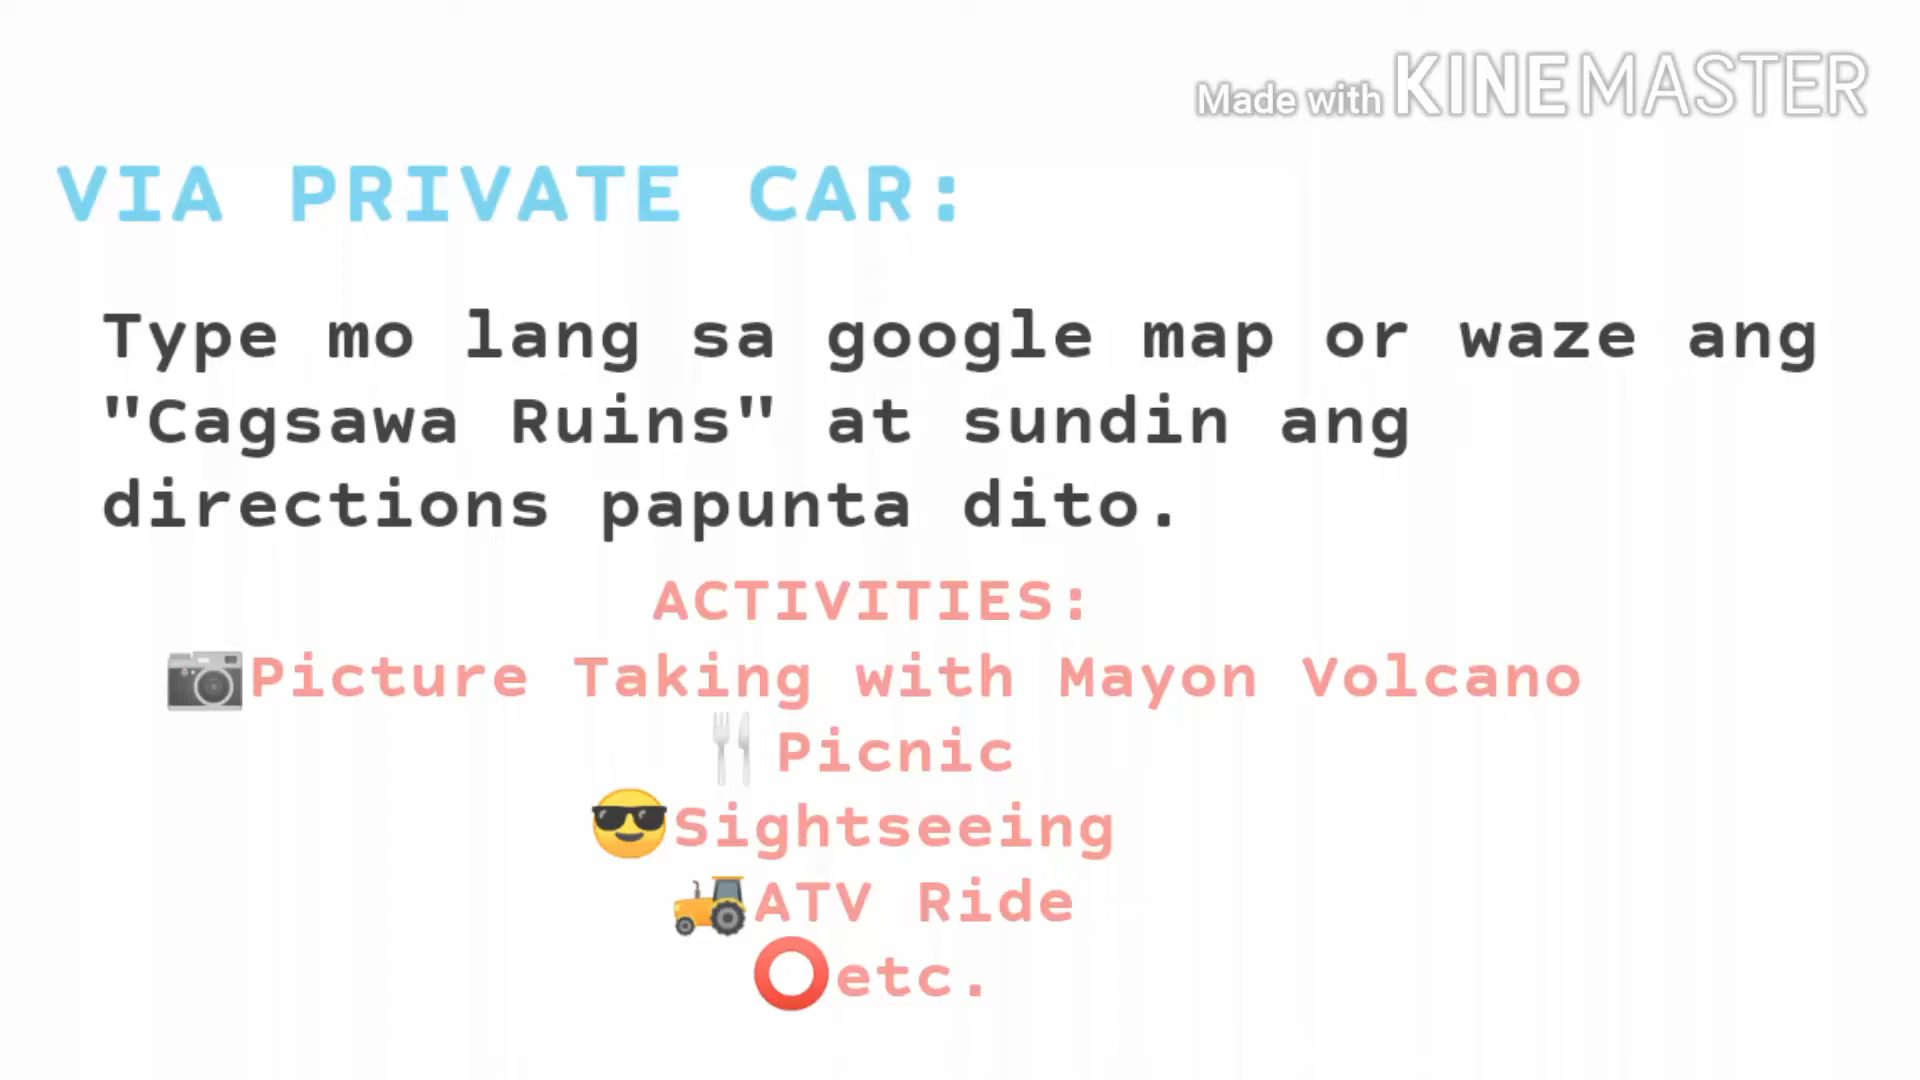 Made with KINEMASTER
VIA PRIVATE CAR:
Type mo lang sa google map or waze ang
"Cagsawa Ruins" at sundin ang
directions papunta dito.
ACTIVITIES:
📷Picture Taking with Mayon Volcano
🍴Picnic
😎Sightseeing
🚜ATV Ride
⭕etc.